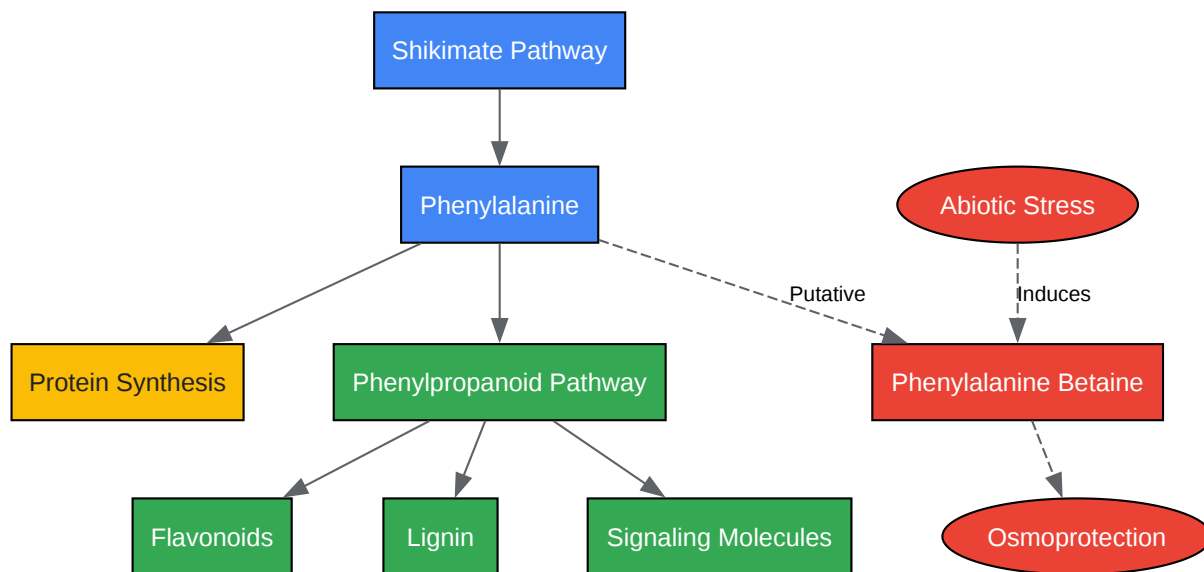 Shikimate Pathway
Phenylalanine
Abiotic Stress
Putative
Induces
Protein Synthesis
Phenylpropanoid Pathway
Phenylalanine Betaine
Flavonoids
Lignin
Signaling Molecules
Osmoprotection